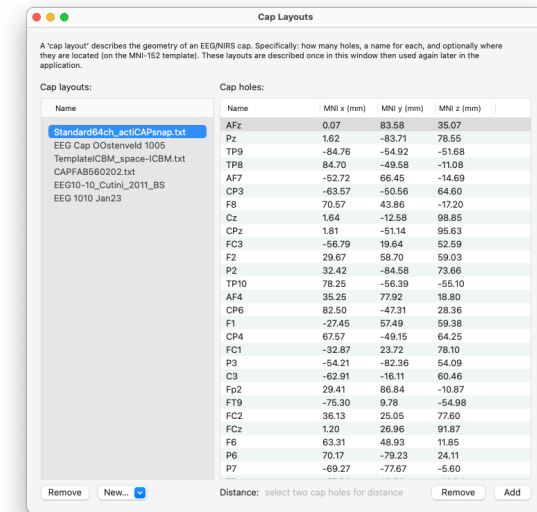 Cap Layouts
A 'cap layout' describes the geometry of an EEG/NIRS cap. Specifically: how many holes, a name for each, and optionally where
they are located (on the MNI-152 template). These layouts are described once in this window then used again later in the
application.
Cap layouts:
Name
Standard64ch_actiCAPsnap.txt
EEG Cap OOstenveld 1005
TemplateICBM_space-ICBM.txt
CAPFAB560202.txt
EEG10-10_Cutini_2011_BS
EEG 1010 Jan23
Cap holes:
Name MNI x (mm) MNI y (mm) MNI z (mm)
AFz 0.07 83.58 35.07
Pz 1.62 -83.71 78.55
TP9 -84.76 -54.92 -51.68
TP8 84.70 -49.58 -11.08
AF7 -52.72 66.45 -14.69
CP3 -63.57 -50.56 64.60
F8 70.57 43.86 -17.20
Cz 1.64 -12.58 98.85
CPz 1.81 -51.14 95.63
FC3 -56.79 19.64 52.59
F2 29.67 58.70 59.03
P2 32.42 -84.58 73.66
TP10 78.25 -56.39 -55.10
AF4 35.25 77.92 18.80
CP6 82.50 -47.31 28.36
F1 -27.45 57.49 59.38
CP4 67.57 -49.15 64.25
FC1 -32.87 23.72 78.10
P3 -54.21 -82.36 54.09
C3 -62.91 -16.11 60.46
Fp2 29.41 86.84 -10.87
FT9 -75.30 9.78 -54.98
FC2 36.13 25.05 77.60
FCz 1.20 26.96 91.87
F6 63.31 48.93 11.85
P6 70.17 -79.23 24.11
P7 -69.27 -77.67 -5.60
Remove New...
Distance: select two cap holes for distance Remove Add